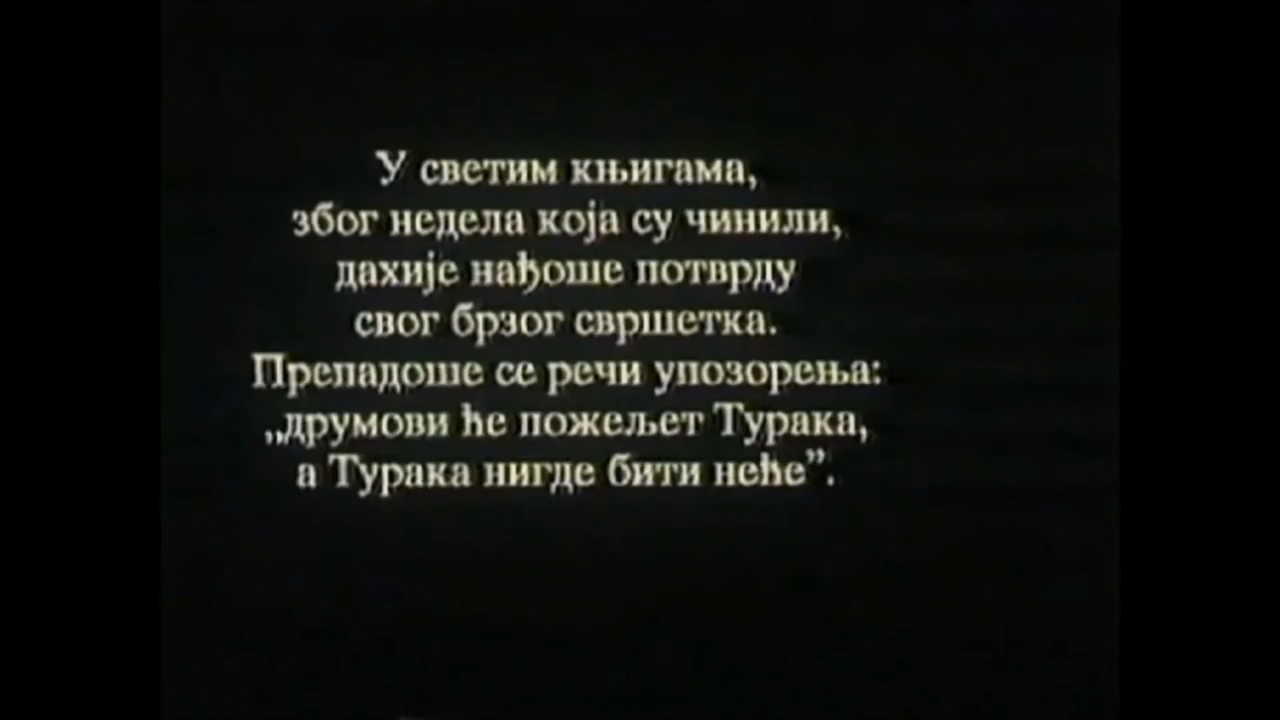 У светим књигама,
због недела која су чинили,
дахије нађоше потврду
свог брзог свршетка.
Препадоше се речи упозорења:
„друмови ће пожељет Турака,
а Турака нигде бити неће”.